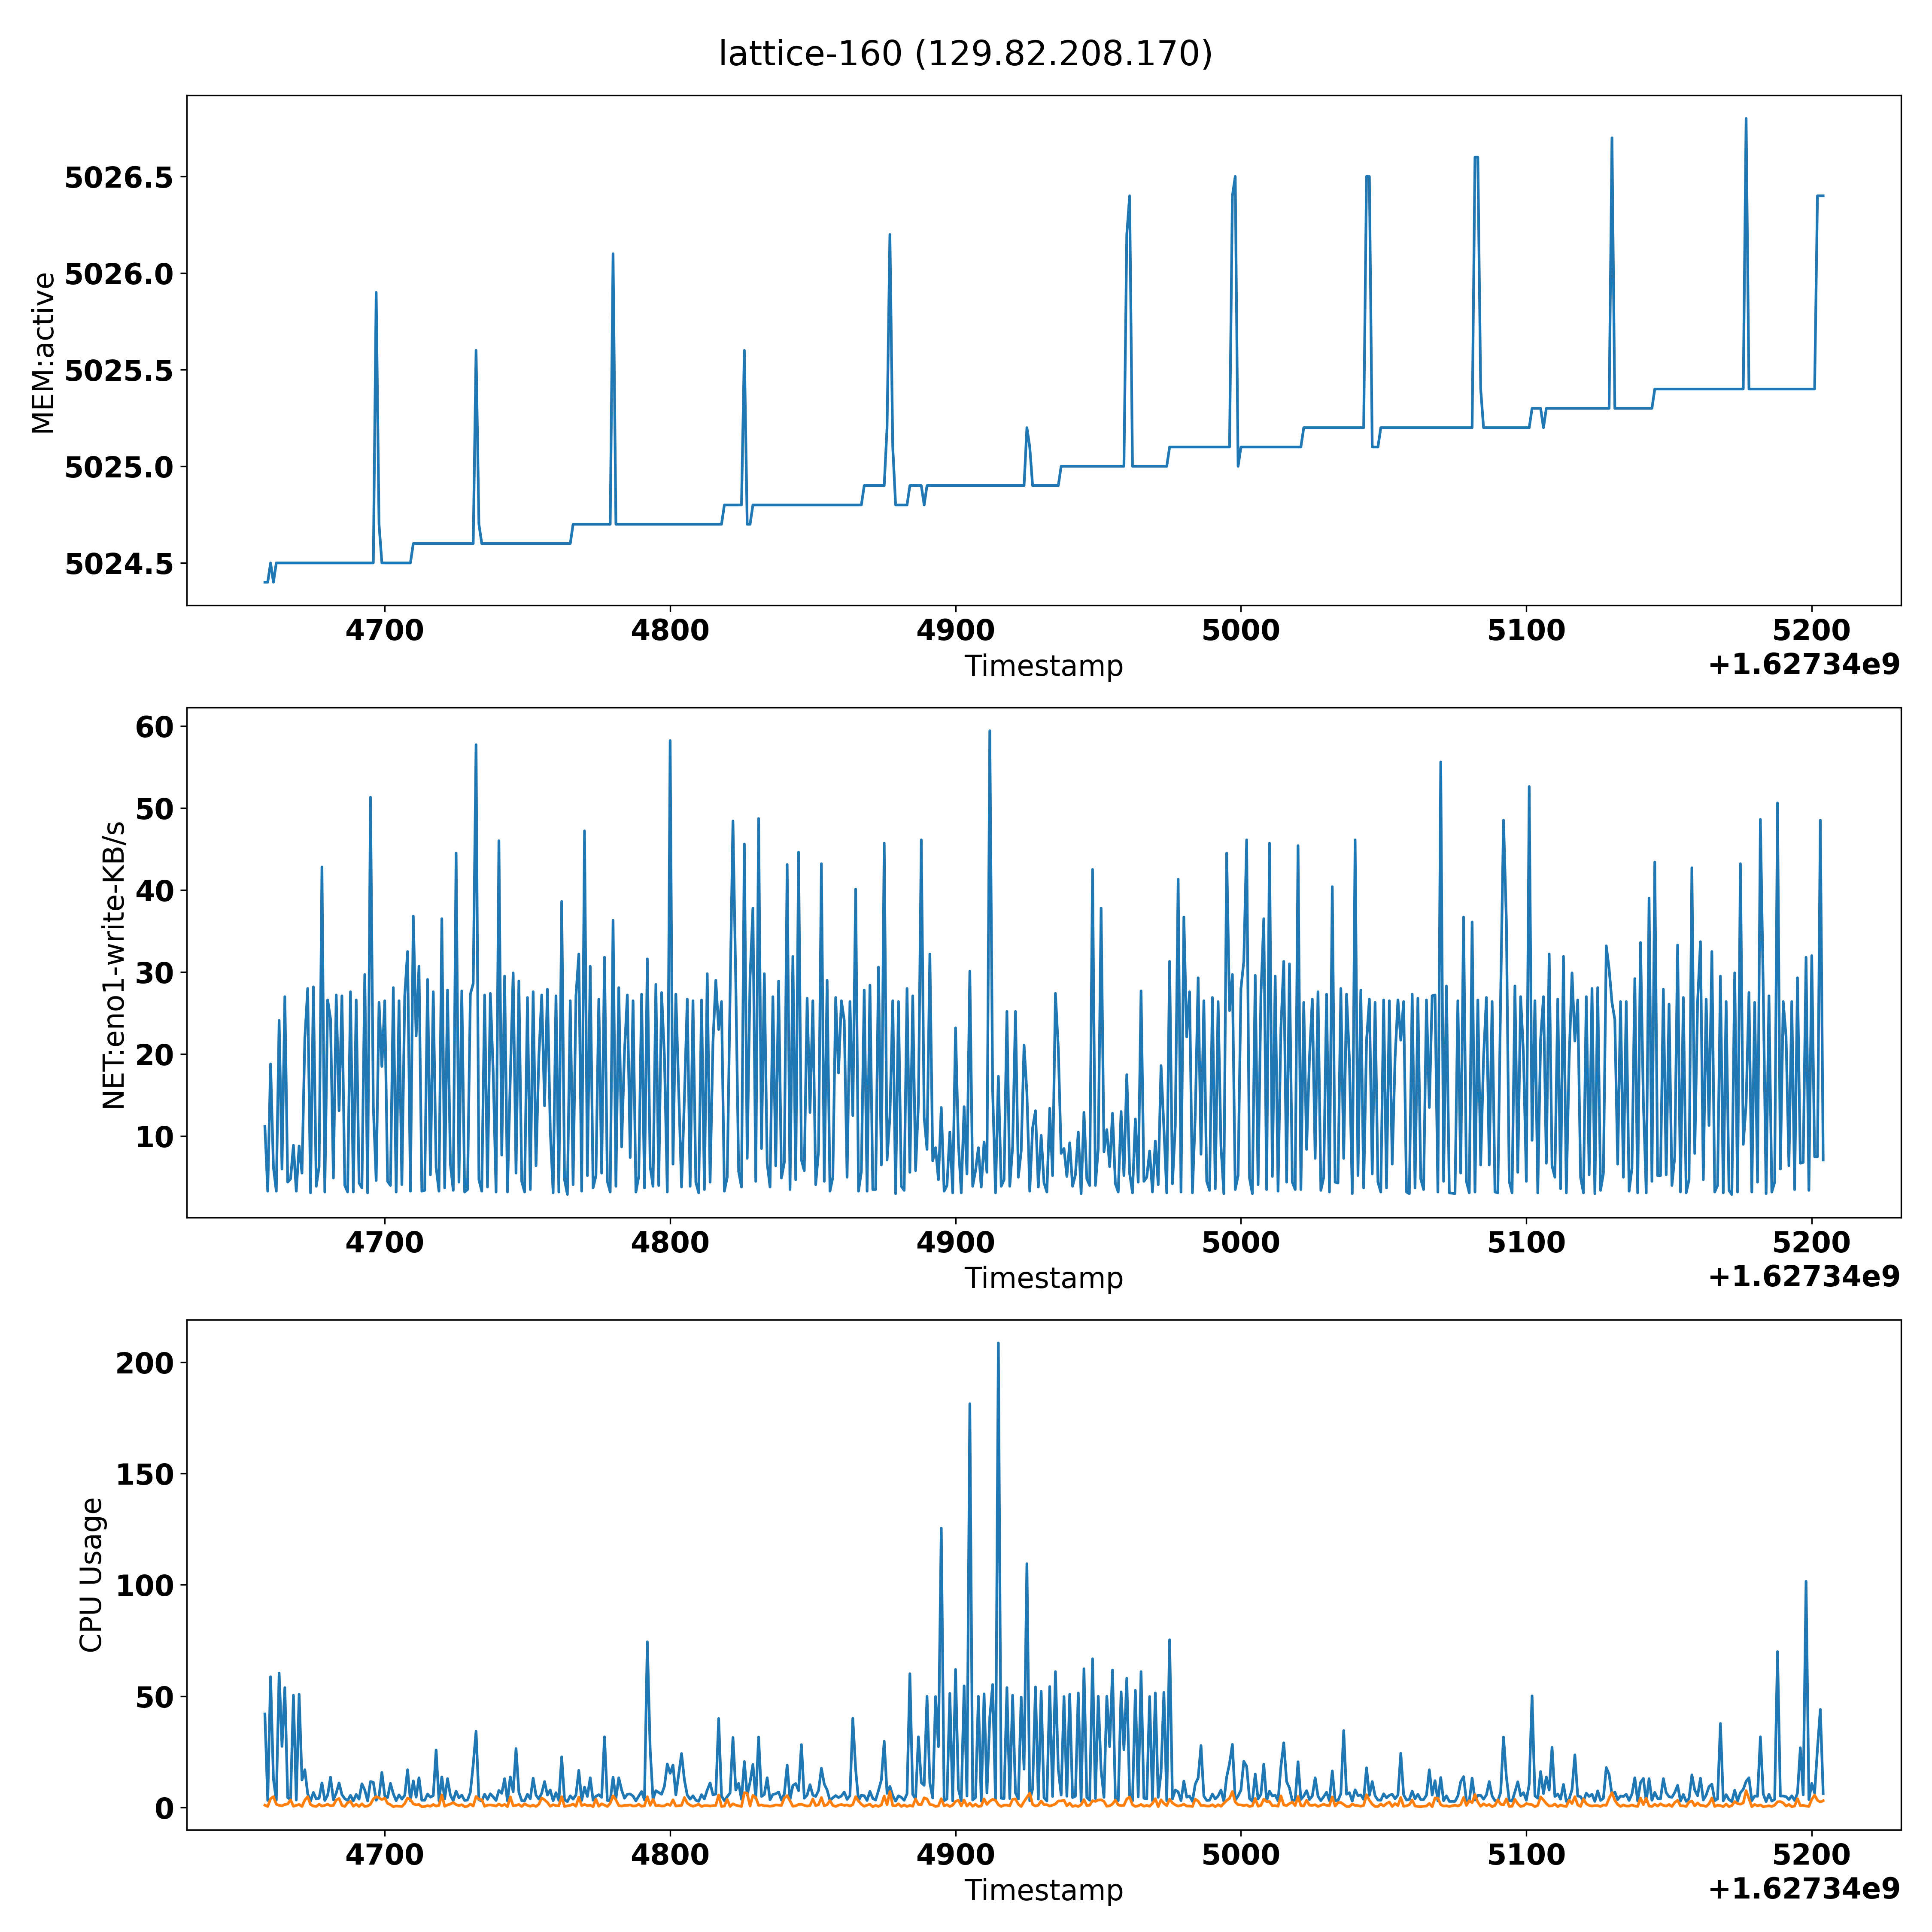 lattice-160 (129.82.208.170)
MEM:active
5026.5
5026.0
5025.5
5025.0
5024.5
4700 4800 4900 5000 5100 5200
Timestamp
+1.62734e9
NET:eno1-write-KB/s
60
50
40
30
20
10
4700 4800 4900 5000 5100 5200
Timestamp
+1.62734e9
CPU Usage
200
150
100
50
0
4700 4800 4900 5000 5100 5200
Timestamp
+1.62734e9